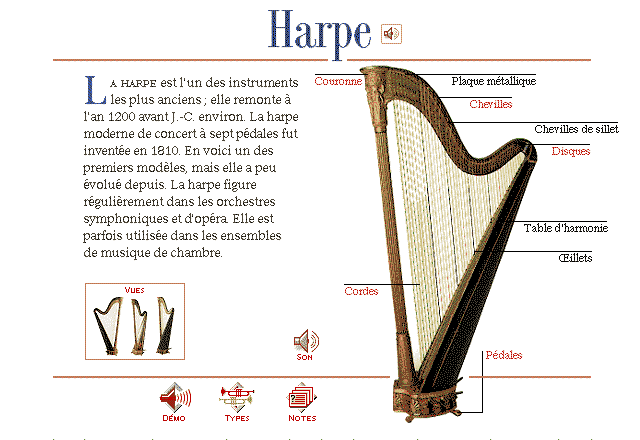 Harpe
LA HARPE est l'un des instruments
les plus anciens ; elle remonte à
l'an 1200 avant J.-C. environ. La harpe
moderne de concert à sept pédales fut
inventée en 1810. En voici un des
premiers modèles, mais elle a peu
évolué depuis. La harpe figure
régulièrement dans les orchestres
symphoniques et d'opéra. Elle est
parfois utilisée dans les ensembles
de musique de chambre.
Couronne
Plaque métallique
Chevilles
Chevilles de sillet
Disques
Table d'harmonie
Œillets
Cordes
Pédales
VUES
SON
DÉMO
TYPES
NOTES